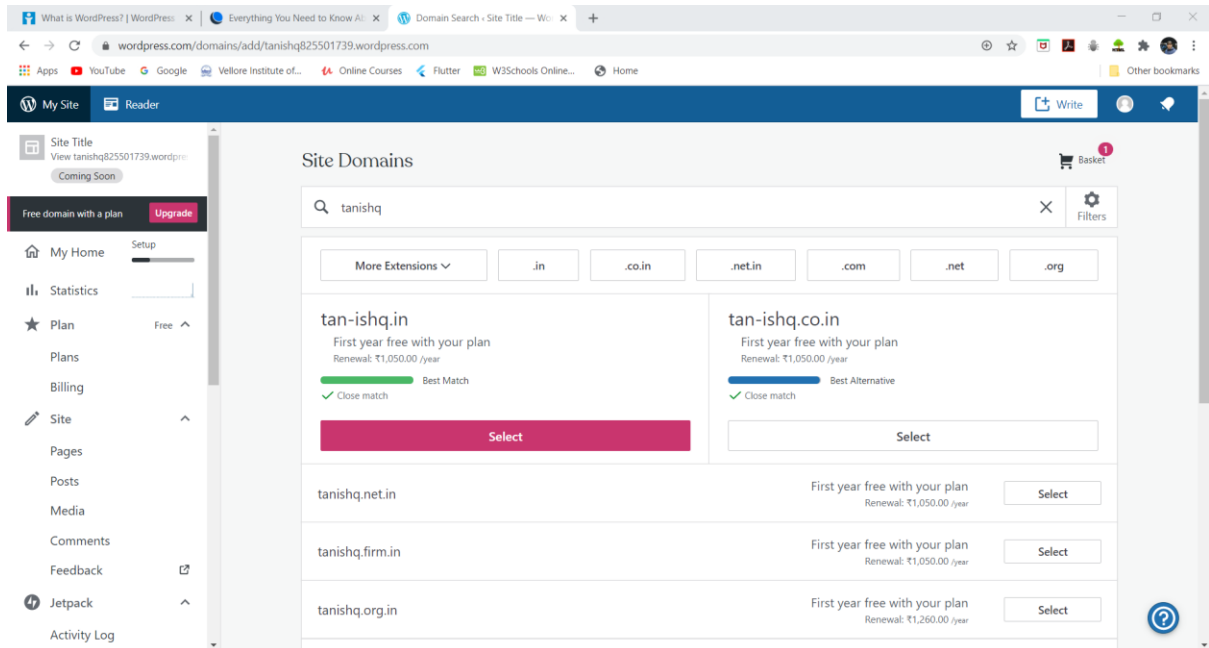 What is WordPress? | WordPress
Everything You Need to Know Al
Domain Search ‹ Site Title — Wo
wordpress.com/domains/add/tanishq825501739.wordpress.com
Apps YouTube Google Vellore Institute of... Online Courses Flutter W3Schools Online... Home Other bookmarks
My Site Reader Write
Site Title
View tanishq825501739.wordpre
Coming Soon
Free domain with a plan Upgrade
My Home Setup
Statistics
Plan Free
Plans
Billing
Site
Pages
Posts
Media
Comments
Feedback
Jetpack
Activity Log
Site Domains
1
Basket
tanishq
Filters
More Extensions .in .co.in .net.in .com .net .org
tan-ishq.in
First year free with your plan
Renewal: ₹1,050.00 /year
Best Match
Close match
Select
tan-ishq.co.in
First year free with your plan
Renewal: ₹1,050.00 /year
Best Alternative
Close match
Select
tanishq.net.in
First year free with your plan
Renewal: ₹1,050.00 /year
Select
tanishq.firm.in
First year free with your plan
Renewal: ₹1,050.00 /year
Select
tanishq.org.in
First year free with your plan
Renewal: ₹1,260.00 /year
Select